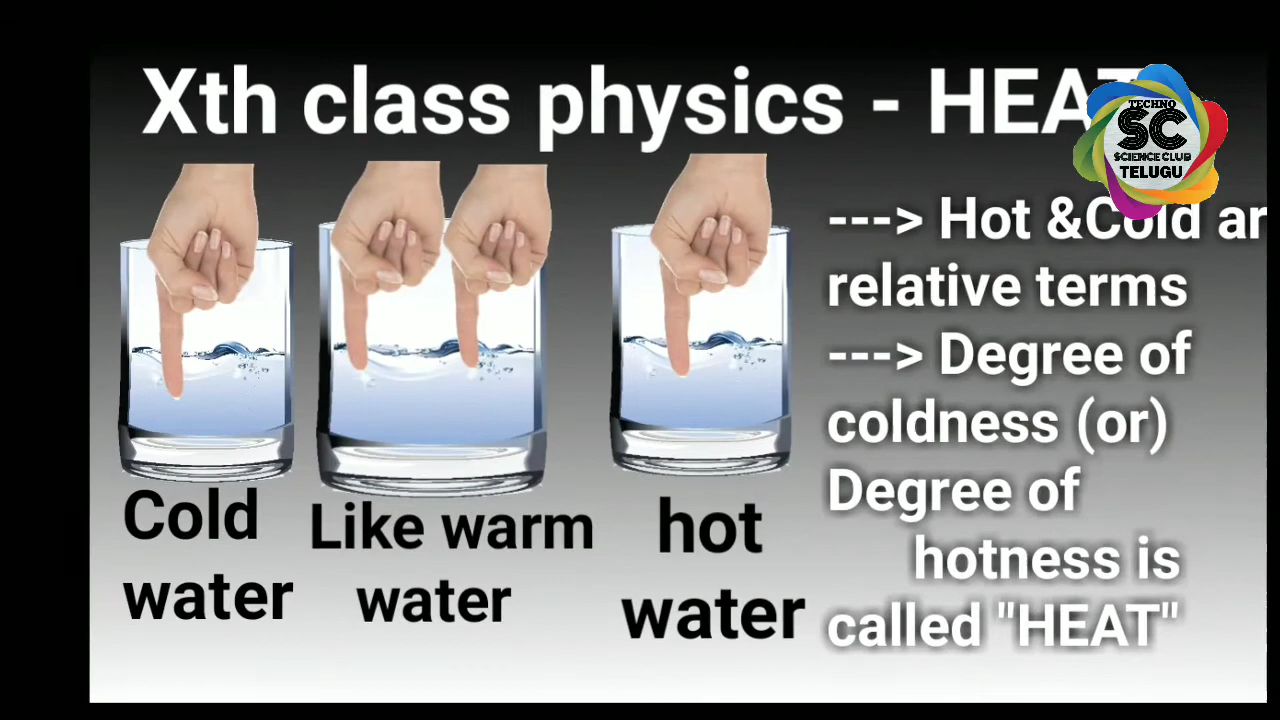 Xth class physics - HEAT
TECHNO
SC
SCIENCE CLUB
TELUGU
---> Hot &Cold ar
relative terms
---> Degree of
coldness (or)
Degree of
hotness is
called "HEAT"
Cold
water
Like warm
water
hot
water